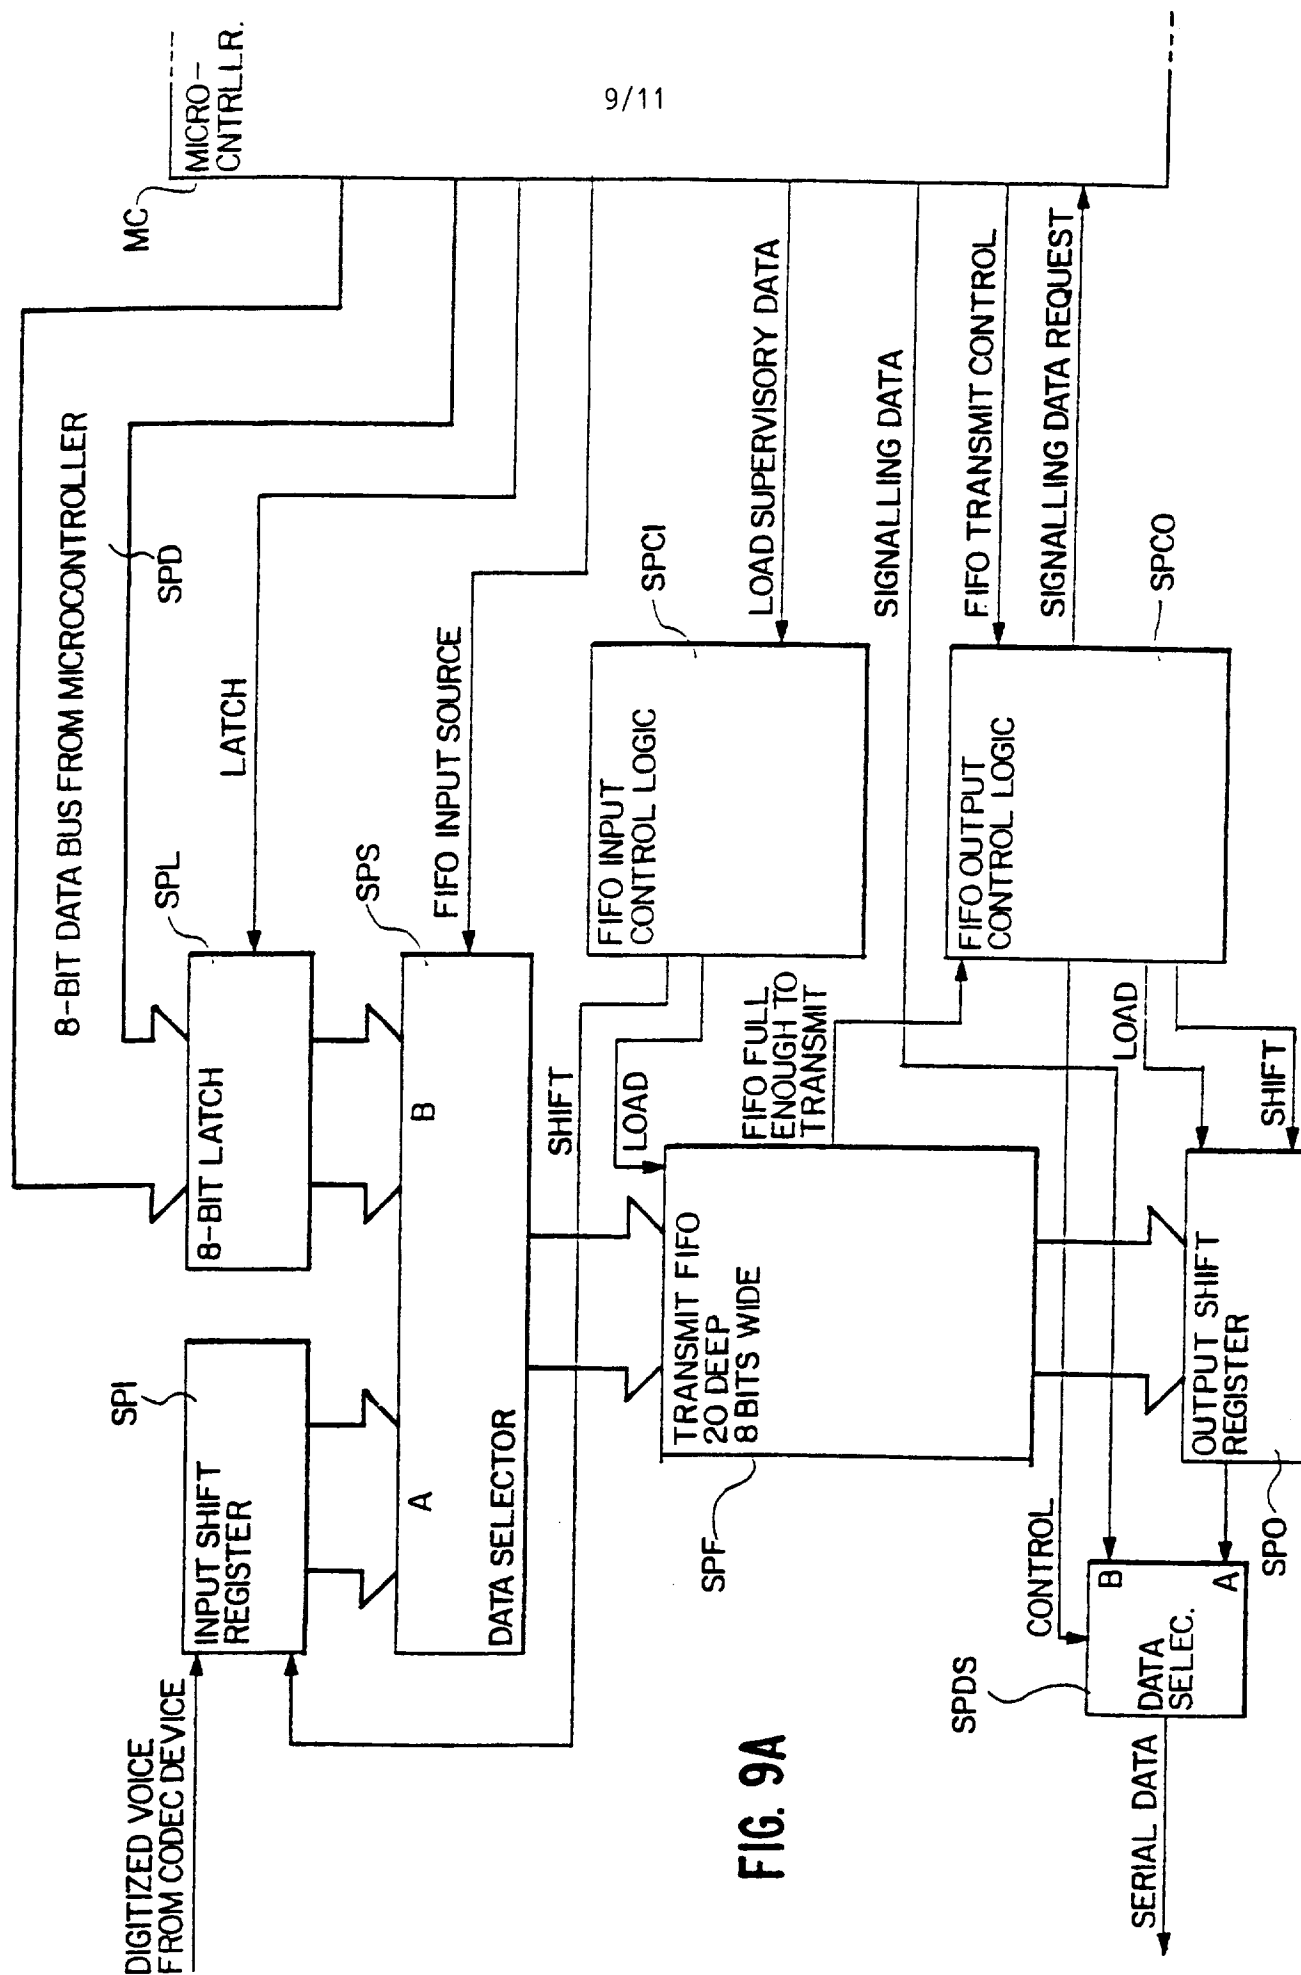 9/11
DIGITIZED VOICE
FROM CODEC DEVICE
SPI
INPUT SHIFT
REGISTER
8-BIT LATCH
SPL
LATCH
8-BIT DATA BUS FROM MICROCONTROLLER
SPD
MC
MICRO-
CNTRLLR.
A
B
DATA SELECTOR
SPS
FIFO INPUT SOURCE
SHIFT
LOAD
FIFO INPUT
CONTROL LOGIC
SPCI
LOAD SUPERVISORY DATA
SPF
TRANSMIT FIFO
20 DEEP
8 BITS WIDE
FIFO FULL
ENOUGH TO
TRANSMIT
SIGNALLING DATA
FIFO OUTPUT
CONTROL LOGIC
FIFO TRANSMIT CONTROL
SIGNALLING DATA REQUEST
SPCO
CONTROL
LOAD
SHIFT
SPDS
B
A
DATA
SELEC.
SERIAL DATA
OUTPUT SHIFT
REGISTER
SPO
FIG. 9A